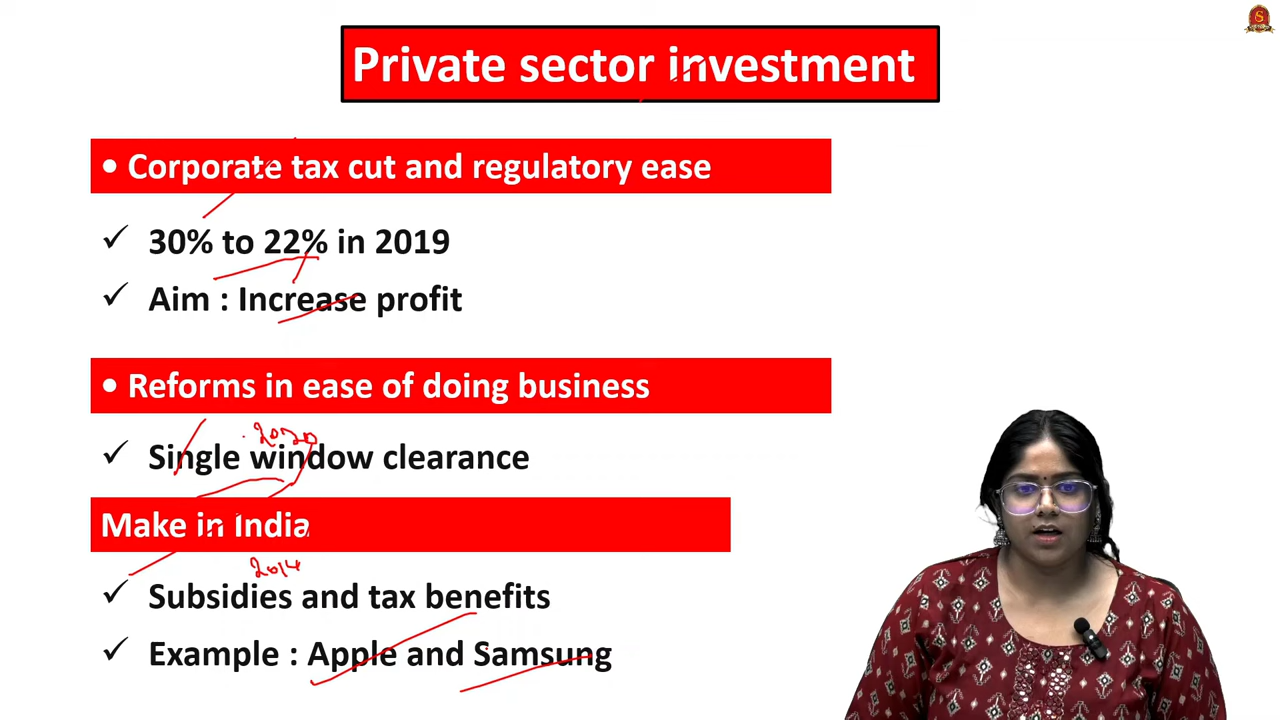 Private sector investment
• Corporate tax cut and regulatory ease
✓ 30% to 22% in 2019
✓ Aim : Increase profit
• Reforms in ease of doing business
2020
✓ Single window clearance
Make in India
2014
✓ Subsidies and tax benefits
✓ Example : Apple and Samsung